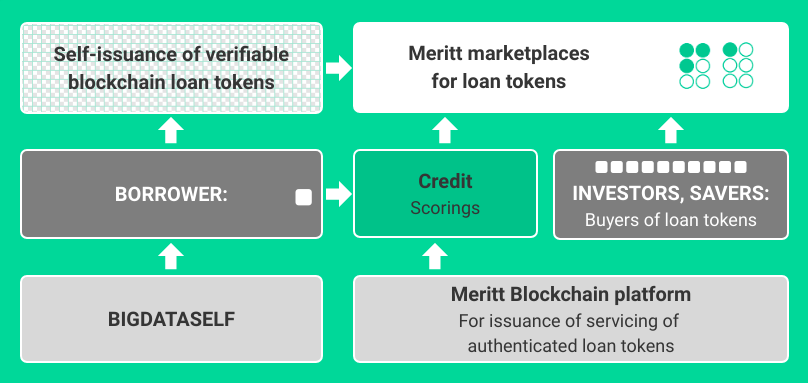 Self-issuance of verifiable
blockchain loan tokens
Meritt marketplaces
for loan tokens
BORROWER:
Credit
Scorings
INVESTORS, SAVERS:
Buyers of loan tokens
BIGDATASELF
Meritt Blockchain platform
For issuance of servicing of
authenticated loan tokens